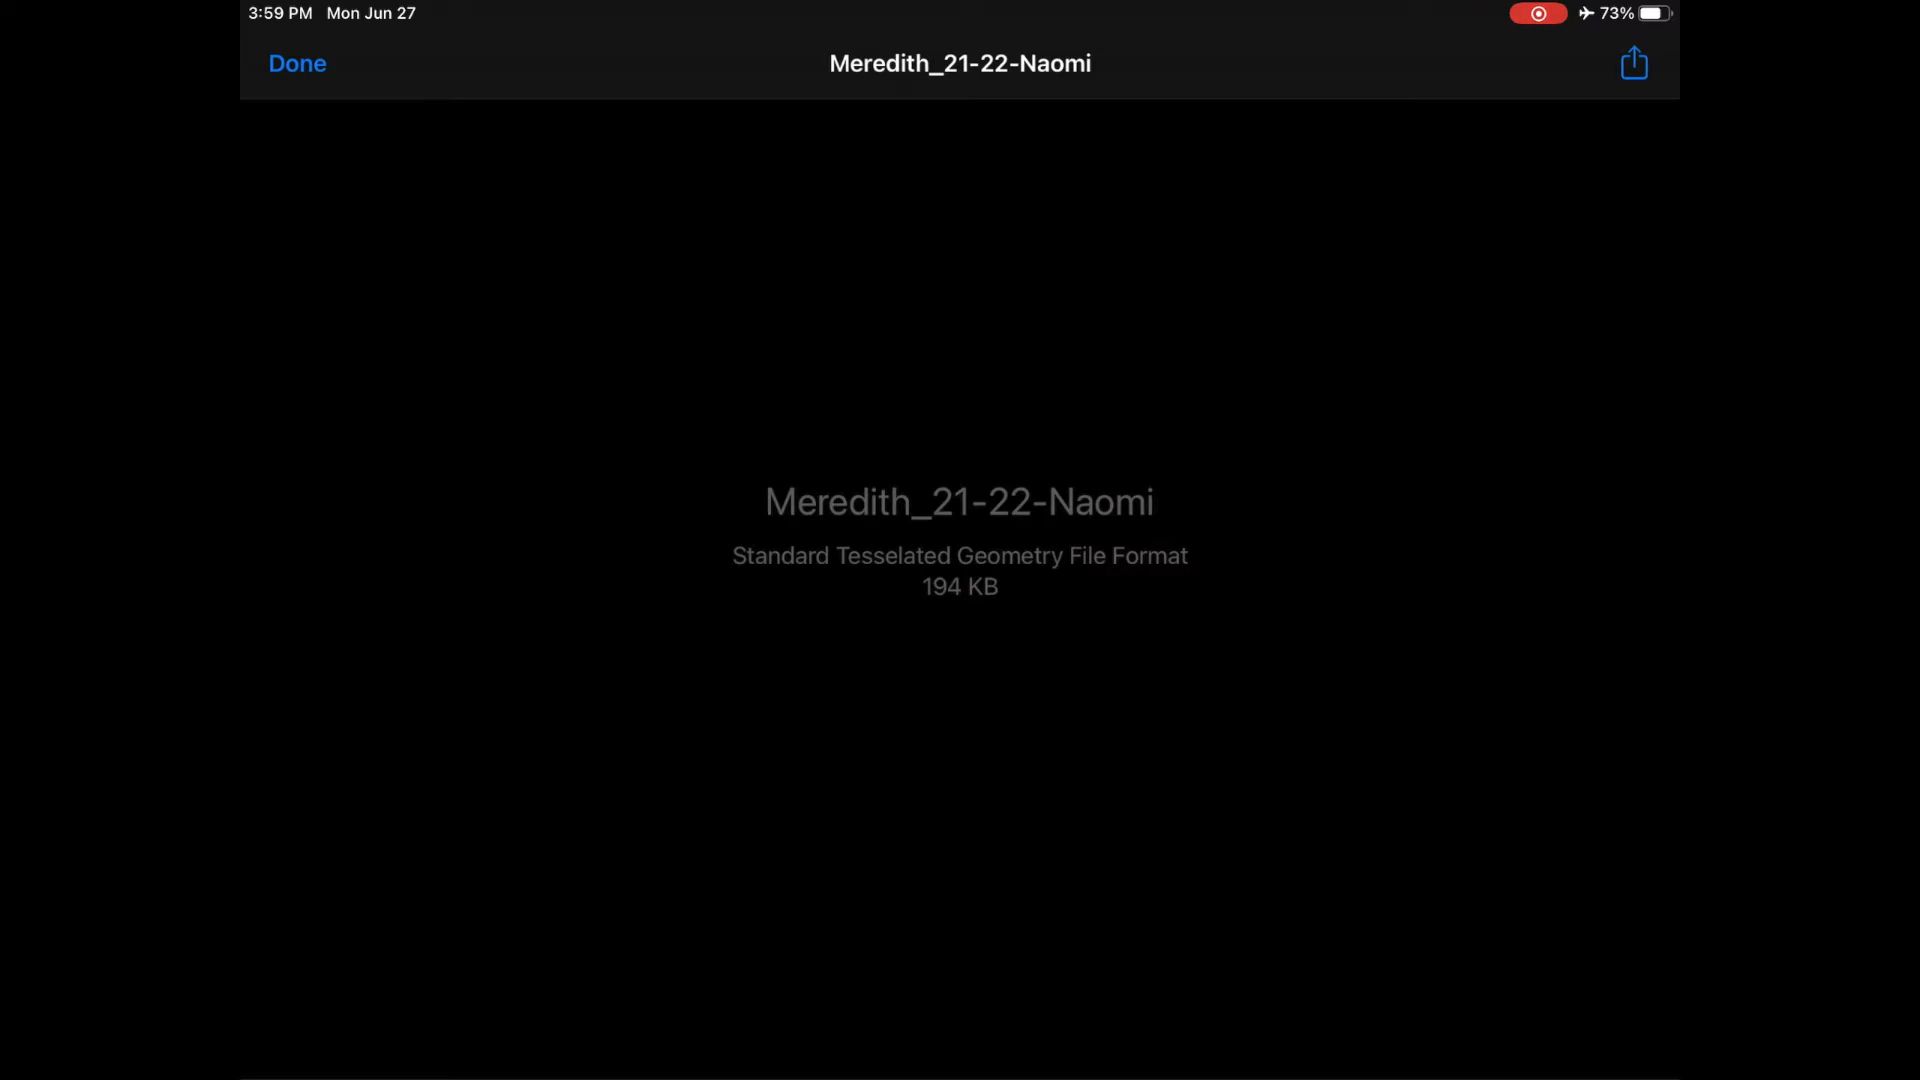 3:59 PM Mon Jun 27
73%
Done
Meredith_21-22-Naomi
Meredith_21-22-Naomi
Standard Tesselated Geometry File Format
194 KB